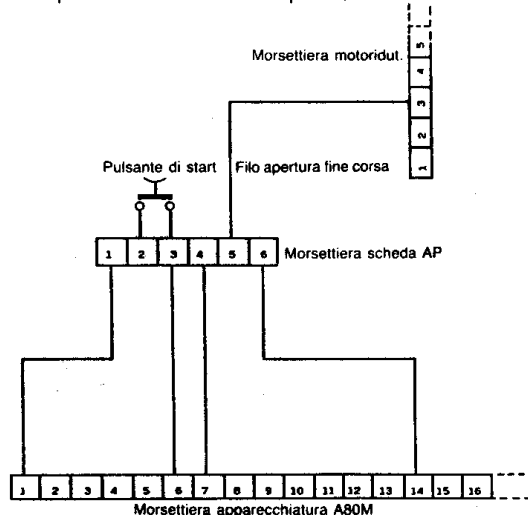 Morsettiera motoridut.
5
4
3
2
1
Pulsante di start
Filo apertura fine corsa
1 2 3 4 5 6
Morsettiera scheda AP
1 2 3 4 5 6 7 8 9 10 11 12 13 14 15 16
Morsettiera apparecchiatura A80M